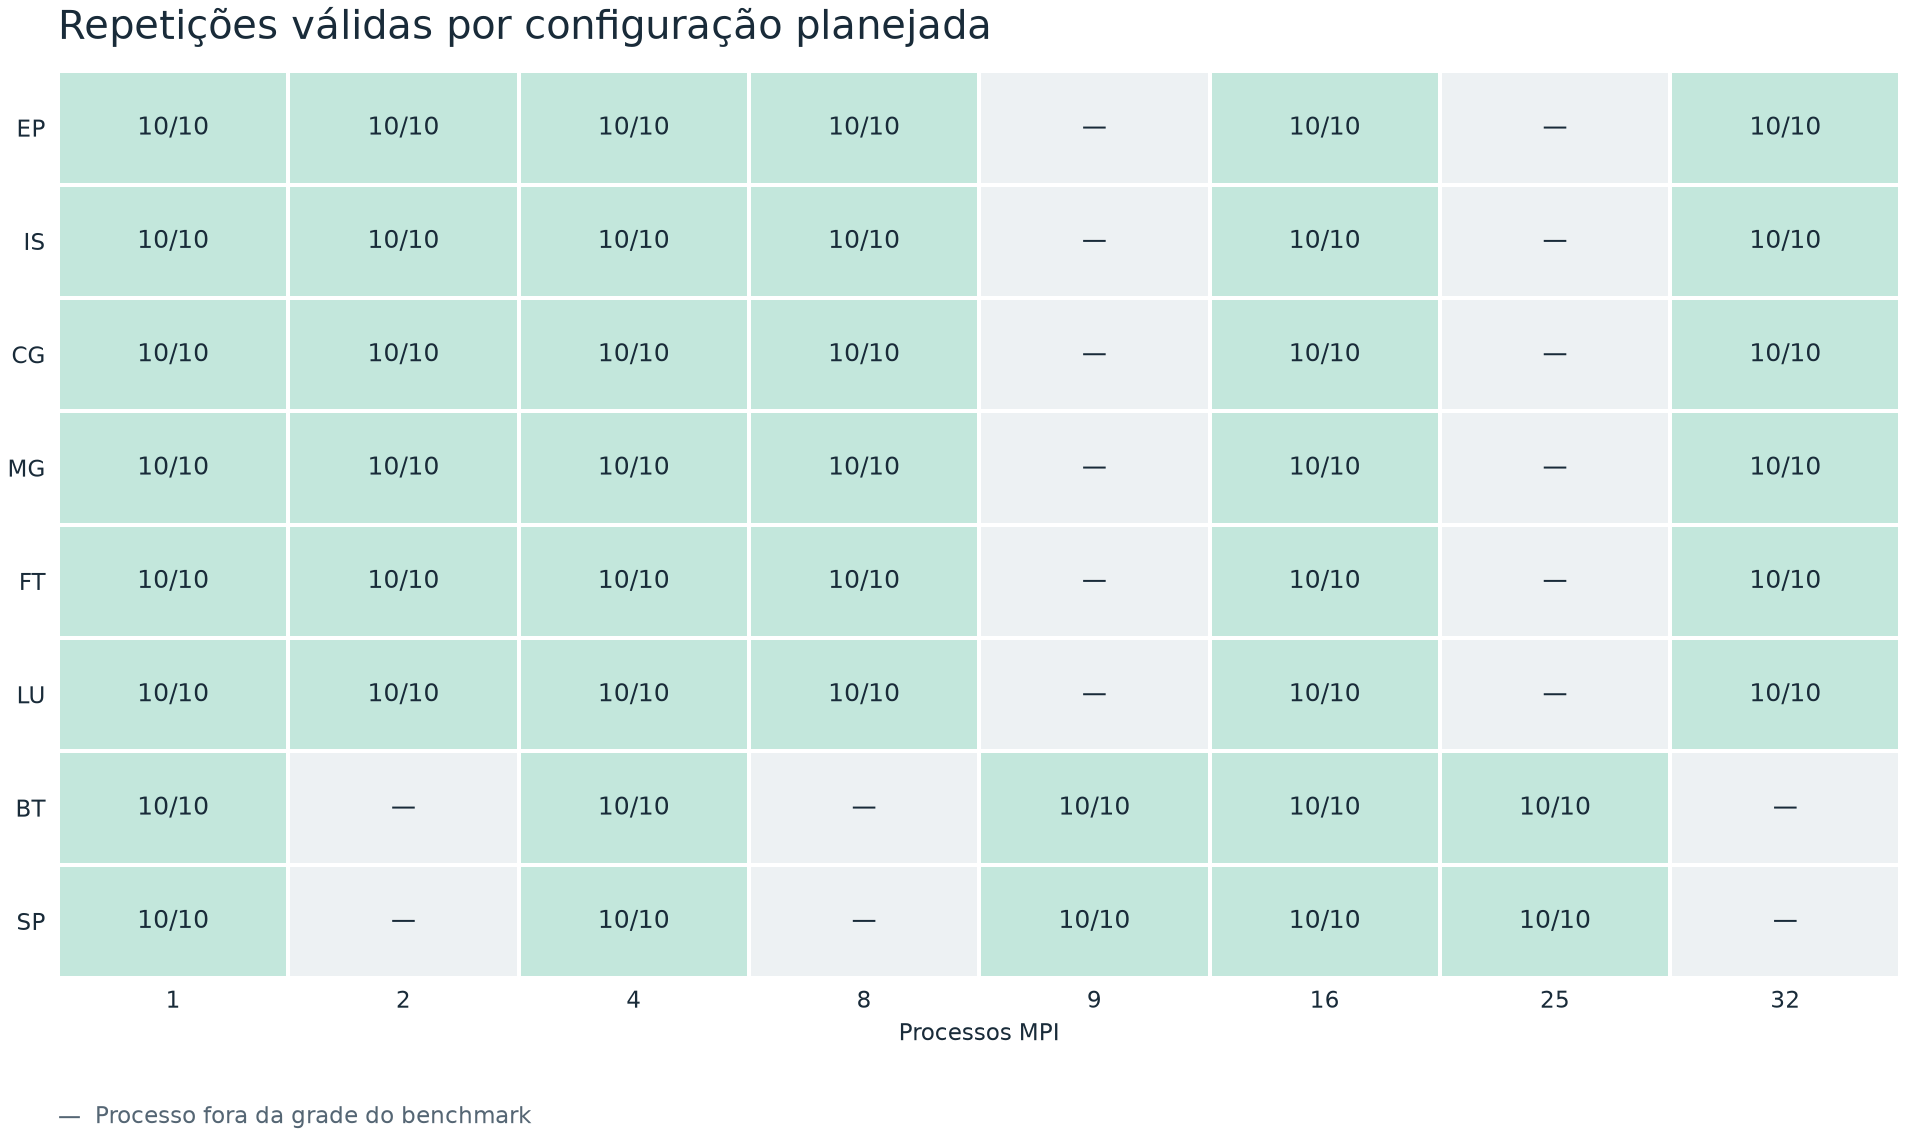 Repetições válidas por configuração planejada
EP 10/10 10/10 10/10 10/10 — 10/10 — 10/10
IS 10/10 10/10 10/10 10/10 — 10/10 — 10/10
CG 10/10 10/10 10/10 10/10 — 10/10 — 10/10
MG 10/10 10/10 10/10 10/10 — 10/10 — 10/10
FT 10/10 10/10 10/10 10/10 — 10/10 — 10/10
LU 10/10 10/10 10/10 10/10 — 10/10 — 10/10
BT 10/10 — 10/10 — 10/10 10/10 10/10 —
SP 10/10 — 10/10 — 10/10 10/10 10/10 —
1 2 4 8 9 16 25 32
Processos MPI
— Processo fora da grade do benchmark